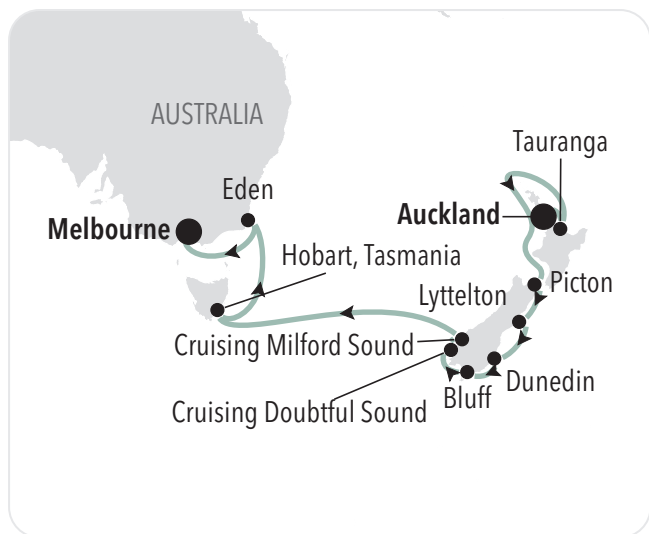 AUSTRALIA
Tauranga
Eden
Auckland
Melbourne
Hobart, Tasmania
Picton
Lyttelton
Cruising Milford Sound
Dunedin
Bluff
Cruising Doubtful Sound